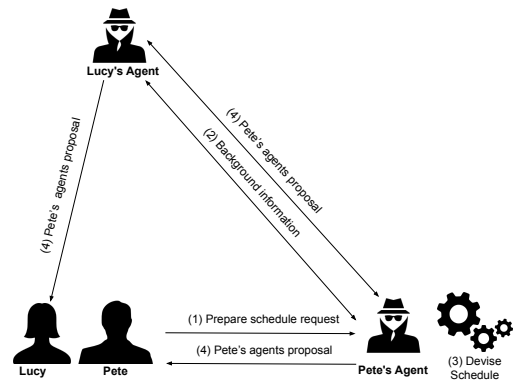 Lucy's Agent
(4) Pete's agents proposal
(2) Background information
(4) Pete's agents proposal
(1) Prepare schedule request
(4) Pete's agents proposal
Lucy
Pete
Pete's Agent
(3) Devise
Schedule